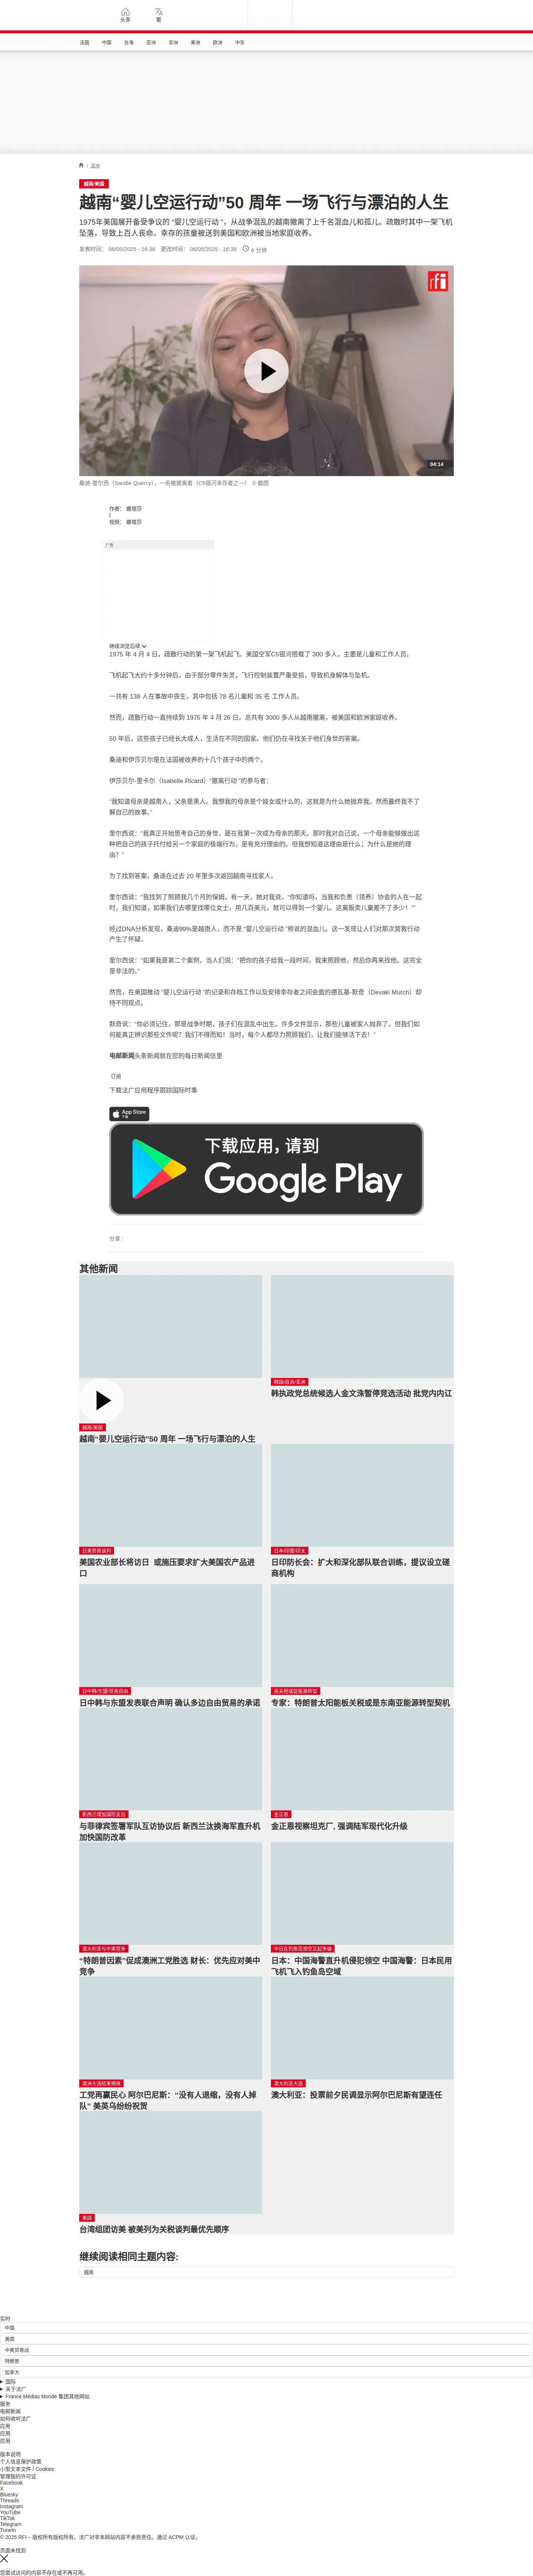 头条
繁
法国
中国
台海
亚洲
非洲
美洲
欧洲
中东
/ 亚洲
越南/美国
越南“婴儿空运行动”50 周年 一场飞行与漂泊的人生
1975年美国展开备受争议的 “婴儿空运行动 ”，从战争混乱的越南撤离了上千名混血儿和孤儿。疏散时其中一架飞机坠落，导致上百人丧命。幸存的孩童被送到美国和欧洲被当地家庭收养。
发表时间： 06/05/2025 - 16:36 更改时间： 06/05/2025 - 16:38 4 分钟
rfi
04:14
桑迪-奎尔西（Sandie Quercy），一名被撤离者（C5银河幸存者之一） © 截图
作者： 娜塔莎
|
视频： 娜塔莎
广告
继续浏览后续
1975 年 4 月 4 日，疏散行动的第一架飞机起飞。美国空军C5银河搭载了 300 多人，主要是儿童和工作人员。
飞机起飞大约十多分钟后，由于部分零件失灵，飞行控制装置严重受损，导致机身解体与坠机。
一共有 138 人在事故中丧生，其中包括 78 名儿童和 35 名 工作人员。
然而，疏散行动一直持续到 1975 年 4 月 26 日。总共有 3000 多人从越南撤离，被美国和欧洲家庭收养。
50 年后，这些孩子已经长大成人，生活在不同的国家。他们仍在寻找关于他们身世的答案。
桑迪和伊莎贝尔是在法国被收养的十几个孩子中的两个。
伊莎贝尔-里卡尔（Isabelle Ricard）“撤离行动 ”的参与者：
“我知道母亲是越南人，父亲是黑人。我想我的母亲是个妓女或什么的，这就是为什么她抛弃我。然而最终我不了解自己的故事。”
奎尔西说：“我真正开始思考自己的身世，是在我第一次成为母亲的那天。那时我对自己说，一个母亲能够做出这种把自己的孩子托付给另一个家庭的极端行为，是有充分理由的。但我想知道这理由是什么；为什么是她的理由？ ”
为了找到答案，桑迪在过去 20 年里多次返回越南寻找家人。
奎尔西说：“我找到了照顾我几个月的保姆。有一天，她对我说，“你知道吗，当我和负责（领养）协会的人在一起时，我们知道，如果我们去哪里找哪位女士，用几百美元，就可以得到一个婴儿。这离贩卖儿童差不了多少！ ””
经过DNA分析发现，桑迪99%是越南人，而不是 “婴儿空运行动 ”称说的混血儿。这一发现让人们对那次营救行动产生了怀疑。
奎尔西说：“如果我是第二个案例，当人们说：“把你的孩子给我一段时间，我来照顾他，然后你再来找他。这完全是非法的。”
然而，在美国推动 “婴儿空运行动 ”的记录和存档工作以及安排幸存者之间会面的德瓦基-默奇（Devaki Murch）却持不同观点。
默奇说：“你必须记住，那是战争时期，孩子们在混乱中出生。许多文件显示，那些儿童被家人抛弃了。但我们如何能真正辨识那些文件呢？我们不得而知！当时，每个人都尽力照顾我们，让我们能够活下去！ ”
电邮新闻头条新闻就在您的每日新闻信里
订阅
下载法广应用程序跟踪国际时事
App Store
下载应用，请到
Google Play
分享 :
其他新闻
越南/美国
越南“婴儿空运行动”50 周年 一场飞行与漂泊的人生
韩国/政治/亚洲
韩执政党总统候选人金文洙暂停竞选活动 批党内内讧
日美贸易谈判
美国农业部长将访日 或施压要求扩大美国农产品进口
日本/印度/印太
日印防长会：扩大和深化部队联合训练，提议设立磋商机构
日中韩/东盟/贸易自由
日中韩与东盟发表联合声明 确认多边自由贸易的承诺
高关税或促能源转型
专家：特朗普太阳能板关税或是东南亚能源转型契机
新西兰增加国防支出
与菲律宾签署军队互访协议后 新西兰汰换海军直升机 加快国防改革
金正恩
金正恩视察坦克厂, 强调陆军现代化升级
澳大利亚与中美竞争
“特朗普因素”促成澳洲工党胜选 财长：优先应对美中竞争
中日在钓鱼岛领空又起争端
日本：中国海警直升机侵犯领空 中国海警：日本民用飞机飞入钓鱼岛空域
澳洲大选结果揭晓
工党再赢民心 阿尔巴尼斯：“没有人退缩，没有人掉队” 美英乌纷纷祝贺
澳大利亚大选
澳大利亚：投票前夕民调显示阿尔巴尼斯有望连任
美国
台湾组团访美 被美列为关税谈判最优先顺序
继续阅读相同主题内容:
越南
实时
中国
美国
中美贸易战
特朗普
加拿大
国际
关于法广
France Médias Monde 集团其他网站
服务
电邮新闻
如何收听法广
应用
应用
应用
版本说明
个人信息保护政策
小型文本文件 / Cookies
管理我的许可证
Facebook
X
Bluesky
Threads
Instagram
YouTube
TikTok
Telegram
TuneIn
© 2025 RFI – 版权所有版权所有。法广对非本网站内容不承担责任。通过 ACPM 认证。
页面未找到
您尝试访问的内容不存在或不再可用。